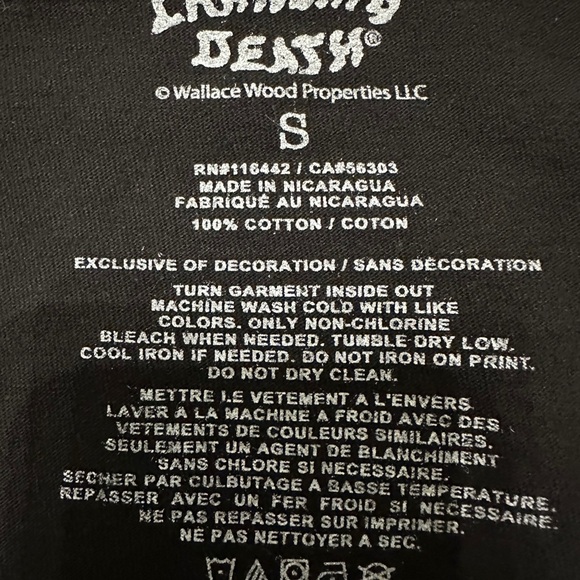 DEATH®
© Wallace Wood Properties LLC
S
RN#116442 / CA#56303
MADE IN NICARAGUA
FABRIQUÉ AU NICARAGUA
100% COTTON / COTON
EXCLUSIVE OF DECORATION / SANS DÉCORATION
TURN GARMENT INSIDE OUT
MACHINE WASH COLD WITH LIKE
COLORS. ONLY NON-CHLORINE
BLEACH WHEN NEEDED. TUMBLE DRY LOW.
COOL IRON IF NEEDED. DO NOT IRON ON PRINT.
DO NOT DRY CLEAN.
METTRE LE VETEMENT A L'ENVERS
LAVER A LA MACHINE A FROID AVEC DES
VETEMENTS DE COULEURS SIMILAIRES.
SEULEMENT UN AGENT DE BLANCHIMENT
SANS CHLORE SI NECESSAIRE.
SECHER PAR CULBUTAGE A BASSE TEMPERATURE.
REPASSER AVEC UN FER FROID SI NECESSAIRE.
NE PAS REPASSER SUR IMPRIMER.
NE PAS NETTOYER A SEC.